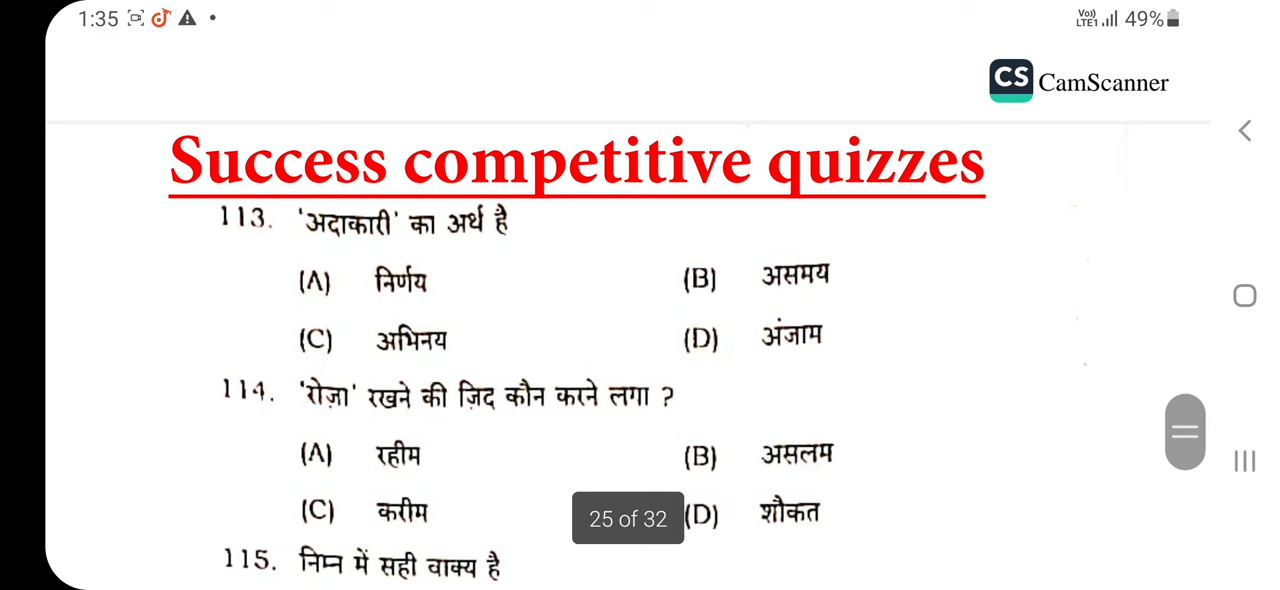 1:35 Vo)) LTE1 49%
CS CamScanner
Success competitive quizzes
113. 'अदाकारी' का अर्थ है
(A) निर्णय (B) असमय
(C) अभिनय (D) अंजाम
114. 'रोज़ा' रखने की ज़िद कौन करने लगा ?
(A) रहीम (B) असलम
(C) करीम 25 of 32 (D) शौकत
115. निम्न में सही वाक्य है